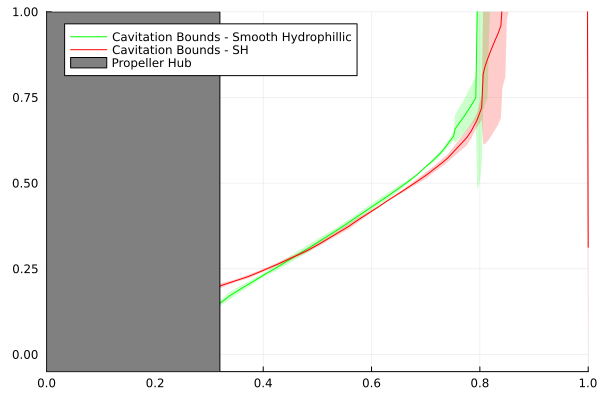 1.00
Cavitation Bounds - Smooth Hydrophillic
Cavitation Bounds - SH
Propeller Hub
0.75
0.50
0.25
0.00
0.0 0.2 0.4 0.6 0.8 1.0